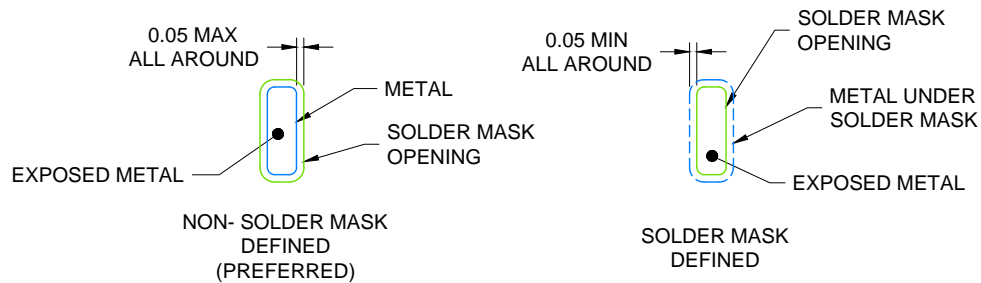 0.05 MAX
ALL AROUND
METAL
SOLDER MASK
OPENING
EXPOSED METAL
NON- SOLDER MASK
DEFINED
(PREFERRED)
0.05 MIN
ALL AROUND
SOLDER MASK
OPENING
METAL UNDER
SOLDER MASK
EXPOSED METAL
SOLDER MASK
DEFINED